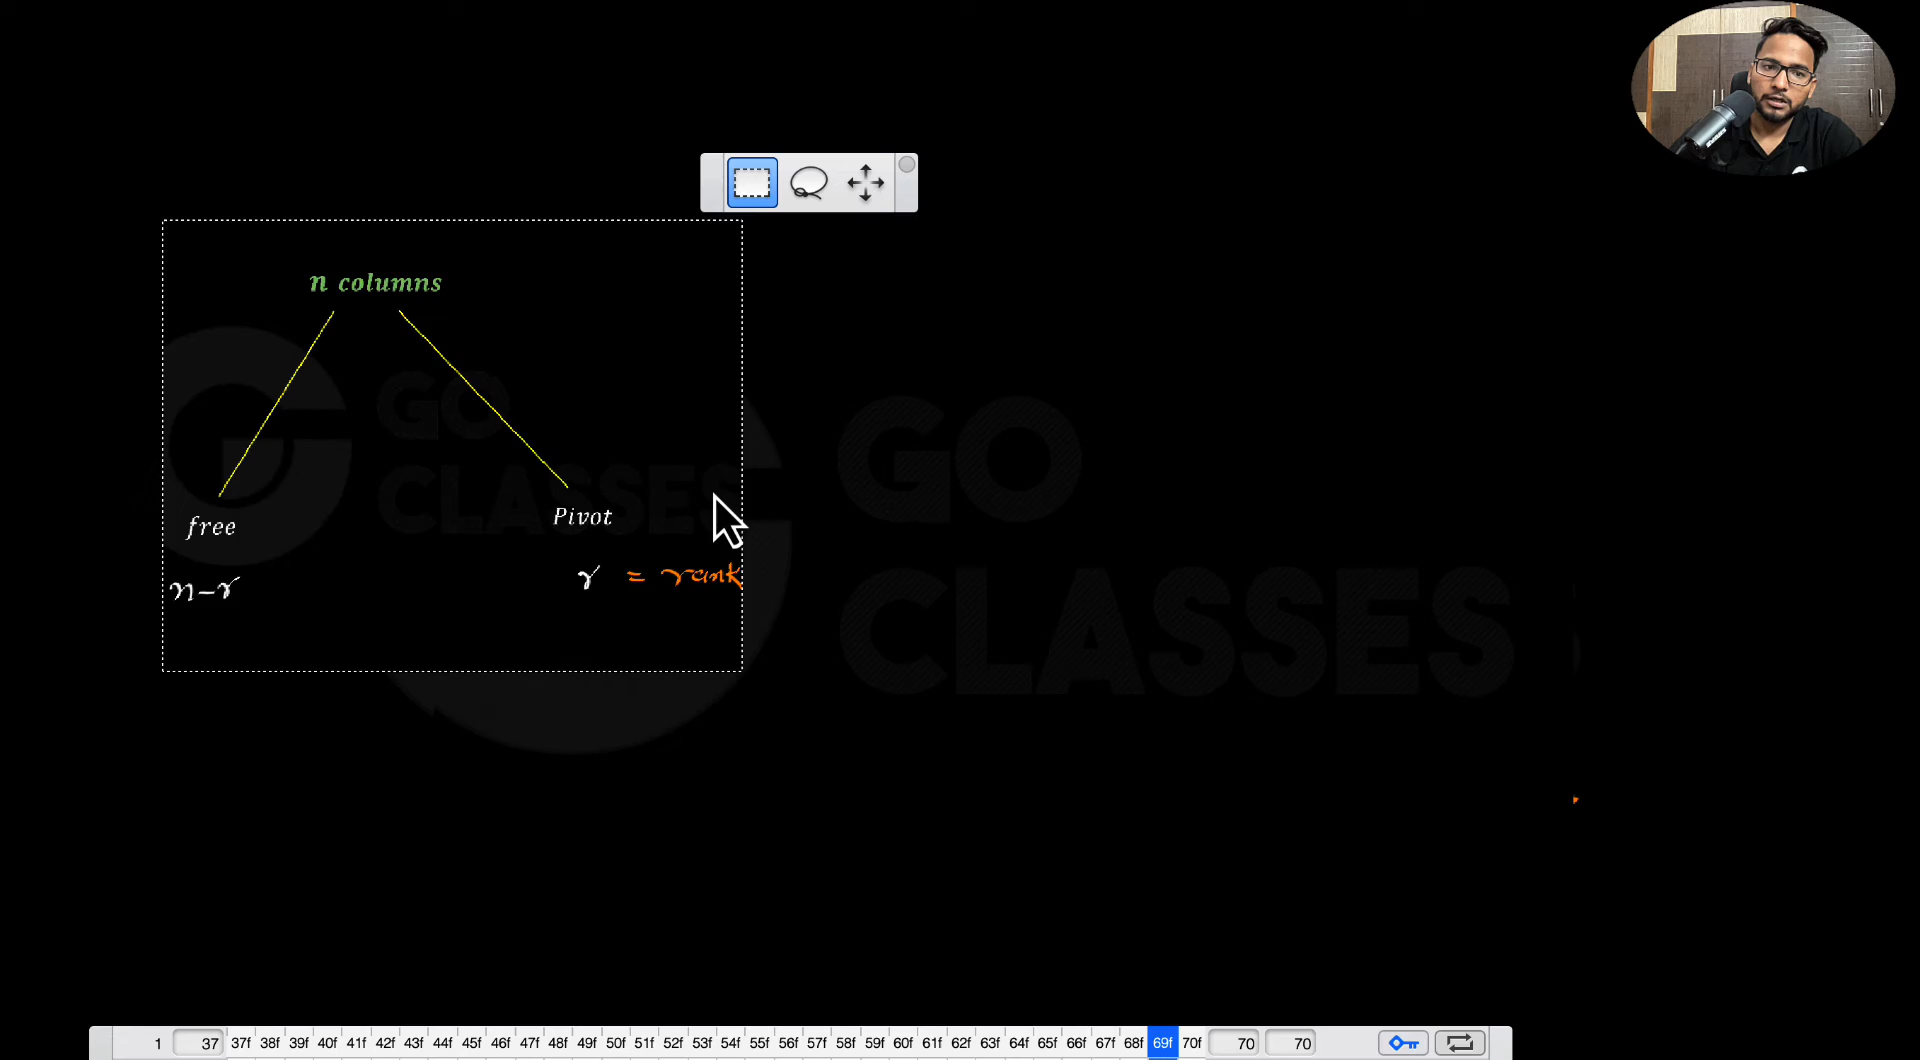 n columns
free
Pivot
n-r
r = rank
GO
CLASSES
GO
CLASSES
1 37 37f 38f 39f 40f 41f 42f 43f 44f 45f 46f 47f 48f 49f 50f 51f 52f 53f 54f 55f 56f 57f 58f 59f 60f 61f 62f 63f 64f 65f 66f 67f 68f 69f 70f 70 70